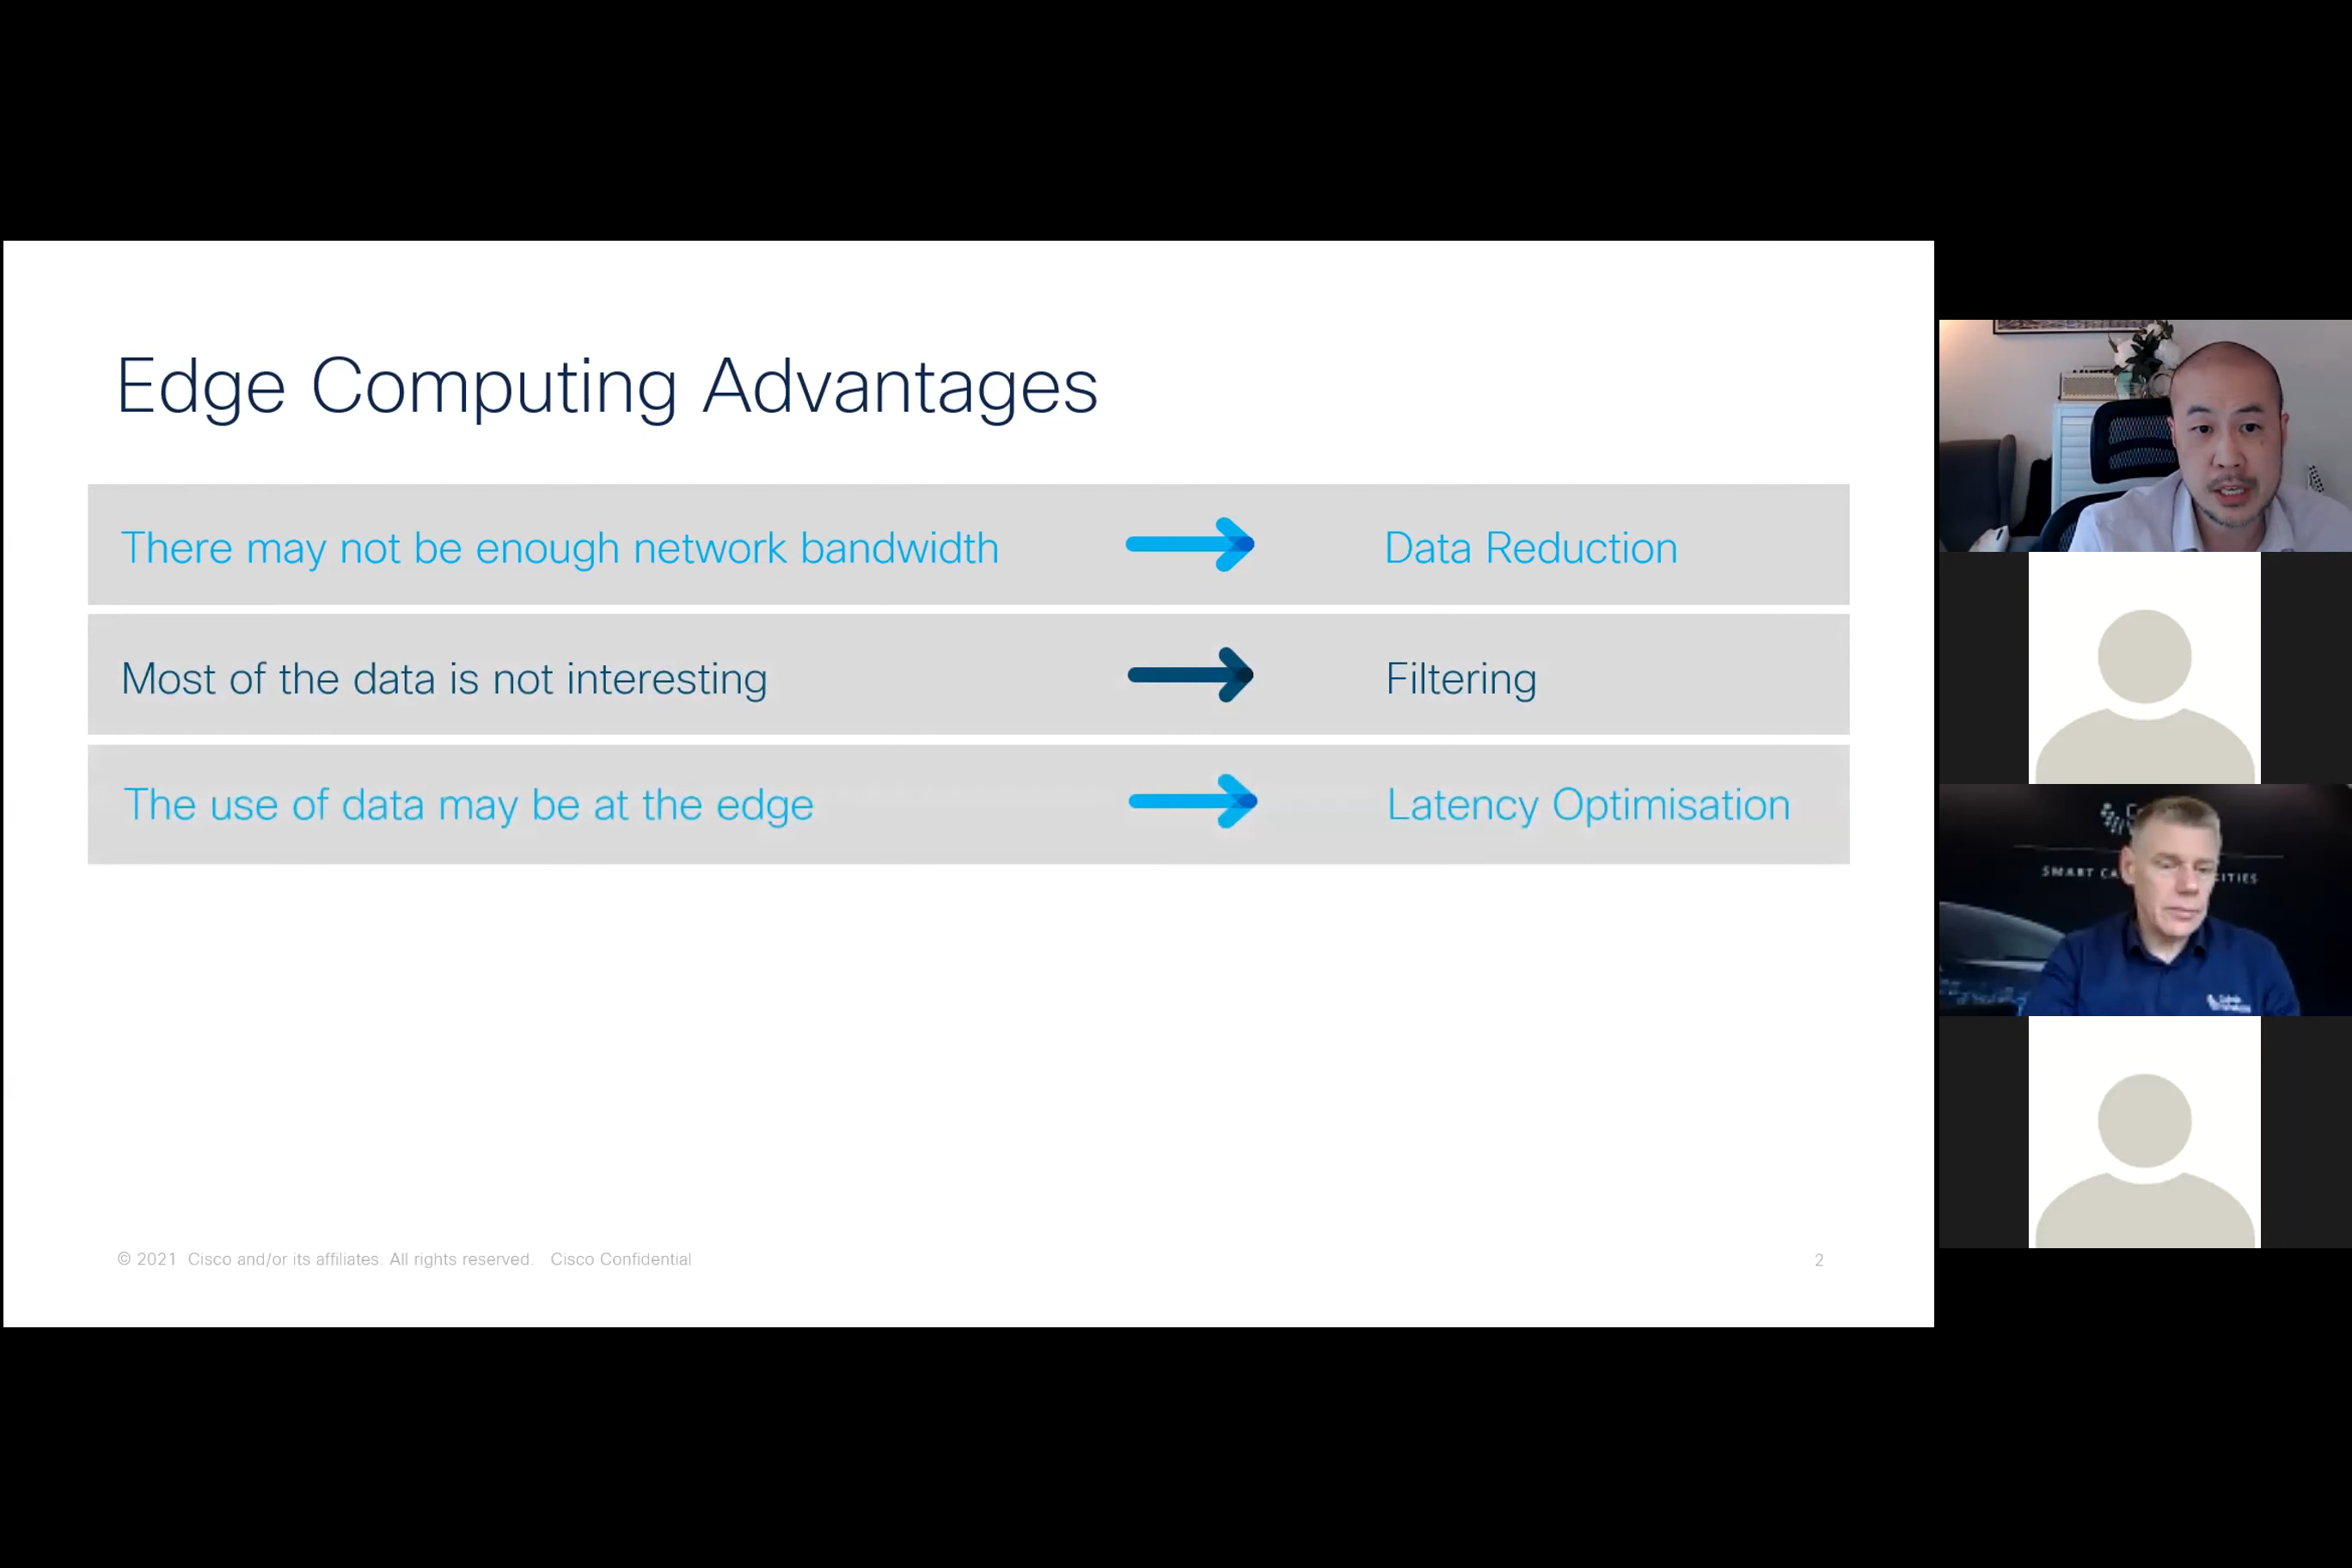 Edge Computing Advantages
There may not be enough network bandwidth
Data Reduction
Most of the data is not interesting
Filtering
The use of data may be at the edge
Latency Optimisation
© 2021 Cisco and/or its affiliates. All rights reserved. Cisco Confidential
2
SMART